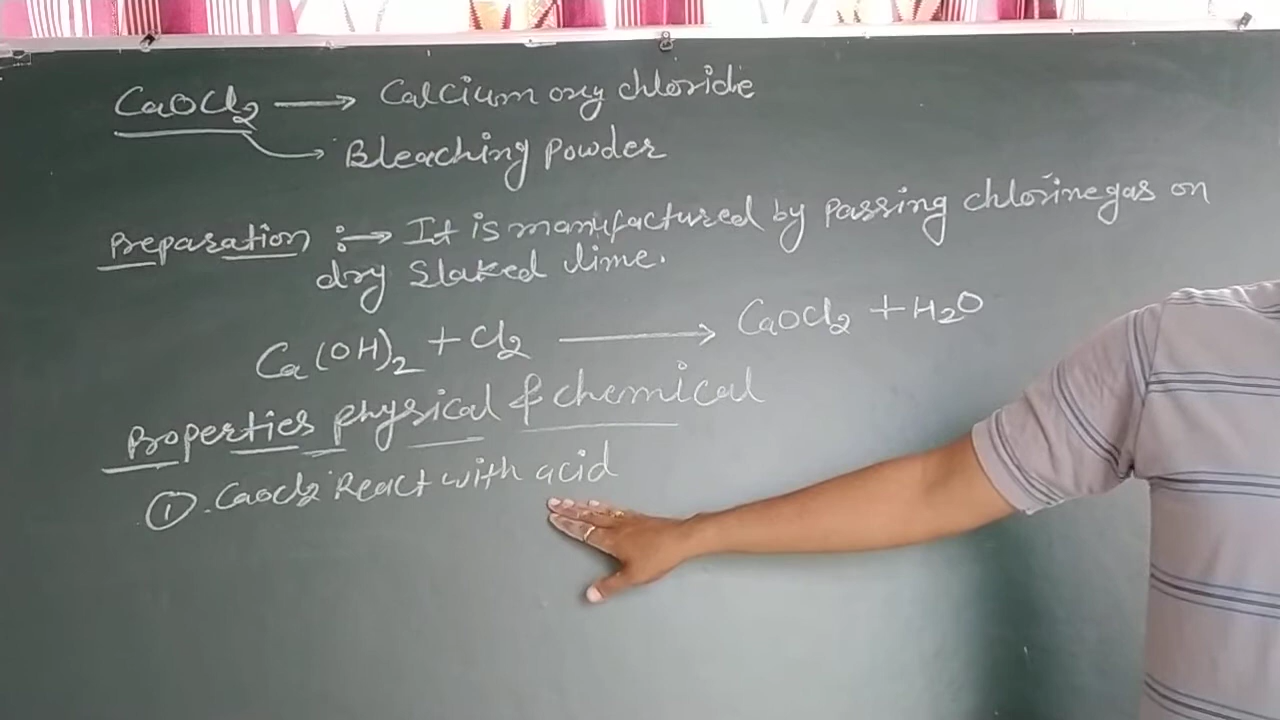 CaOCl2 → Calcium oxy chloride
→ Bleaching Powder
Preparation :→ It is manufactured by passing chlorine gas on
dry Slaked lime.
Ca(OH)2 + Cl2 → CaOCl2 + H2O
Properties physical & chemical
① . CaOCl2 React with acid